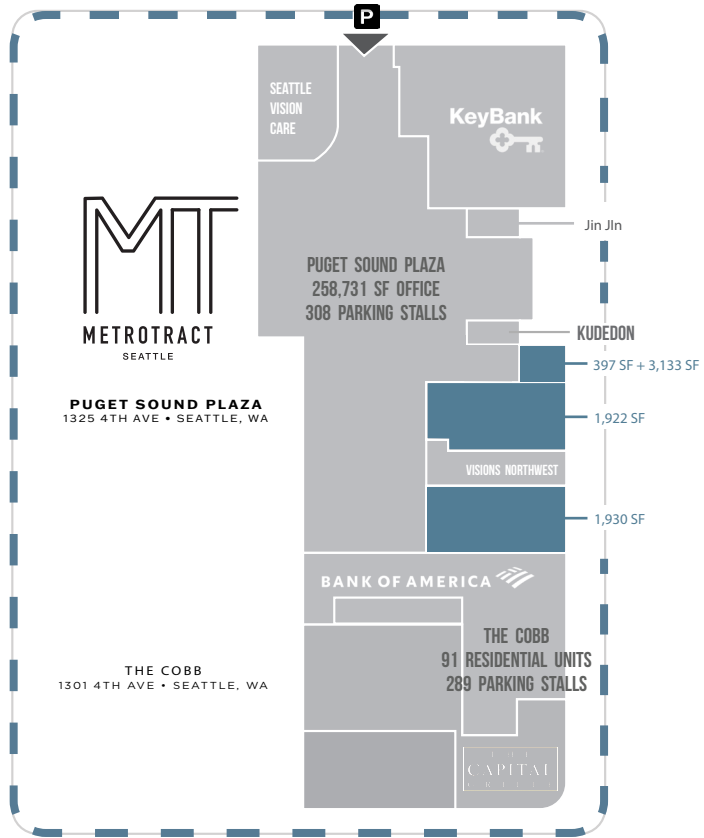 P
SEATTLE
VISION
CARE
KeyBank
Jin JIn
MT
PUGET SOUND PLAZA
258,731 SF OFFICE
308 PARKING STALLS
METROTRACT
SEATTLE
KUDEDON
397 SF + 3,133 SF
PUGET SOUND PLAZA
1325 4TH AVE • SEATTLE, WA
1,922 SF
VISIONS NORTHWEST
1,930 SF
BANK OF AMERICA
THE COBB
91 RESIDENTIAL UNITS
289 PARKING STALLS
THE COBB
1301 4TH AVE • SEATTLE, WA
THE
CAPITAL
GRILLE